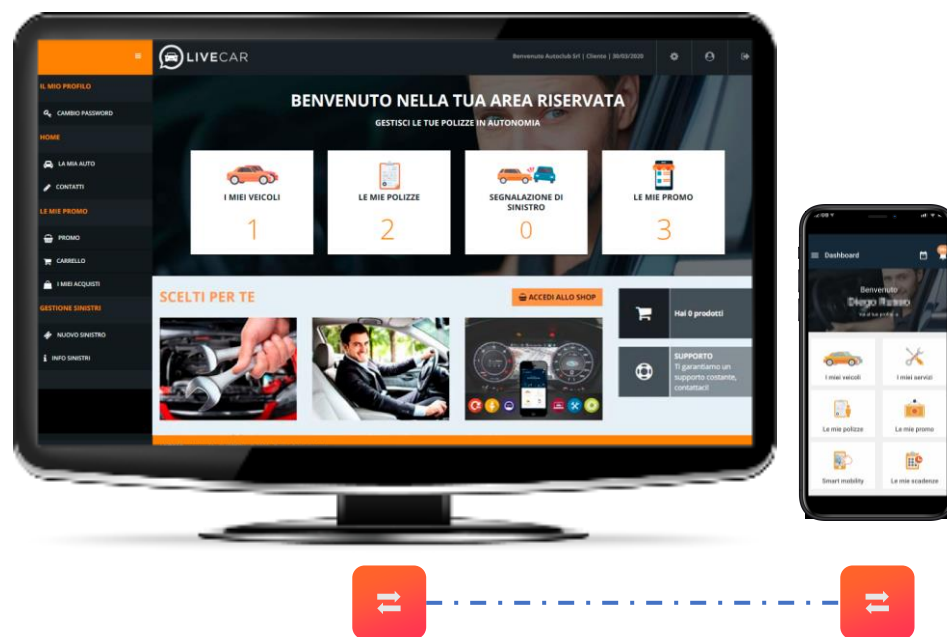 LIVECAR
Benvenuto Autoclub Srl | Cliente | 30/03/2020
IL MIO PROFILO
CAMBIO PASSWORD
HOME
LA MIA AUTO
CONTATTI
LE MIE PROMO
PROMO
CARRELLO
I MIEI ACQUISTI
GESTIONE SINISTRI
NUOVO SINISTRO
INFO SINISTRI
BENVENUTO NELLA TUA AREA RISERVATA
GESTISCI LE TUE POLIZZE IN AUTONOMIA
I MIEI VEICOLI
1
LE MIE POLIZZE
2
SEGNALAZIONE DI
SINISTRO
0
LE MIE PROMO
3
SCELTI PER TE
ACCEDI ALLO SHOP
Hai 0 prodotti
SUPPORTO
Ti garantiamo un
supporto costante,
contattaci!
Dashboard
Benvenuto
I miei veicoli
I miei servizi
Le mie polizze
Le mie promo
Smart mobility
Le mie scadenze